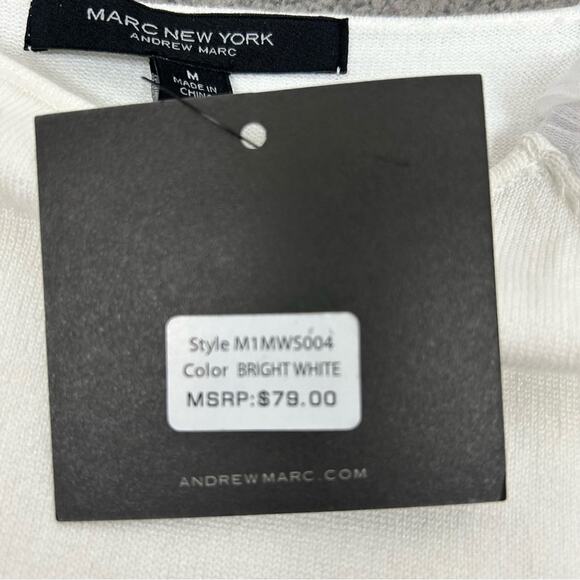 MARC NEW YORK
ANDREW MARC
M
MADE IN
CHINA
Style M1MWS004
Color BRIGHT WHITE
MSRP:$79.00
ANDREWMARC.COM